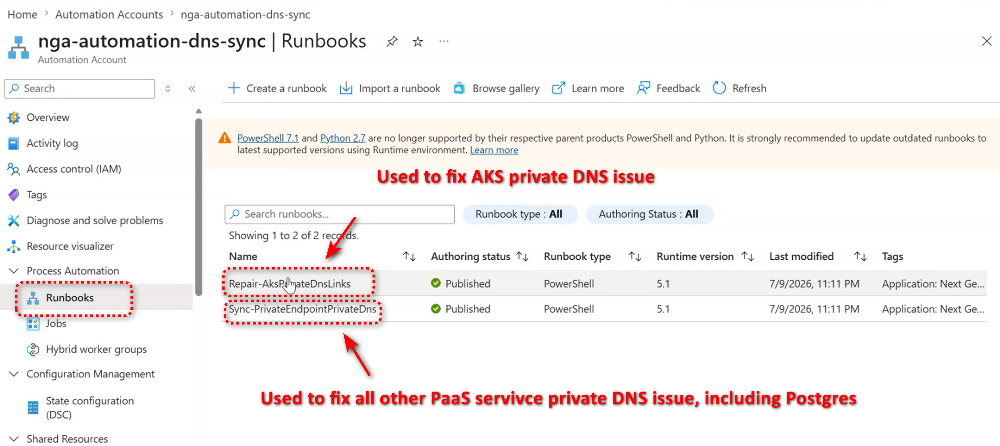 Home > Automation Accounts > nga-automation-dns-sync
nga-automation-dns-sync | Runbooks
Automation Account
Search
Create a runbook Import a runbook Browse gallery Learn more Feedback Refresh
Overview
Activity log
Access control (IAM)
Tags
Diagnose and solve problems
Resource visualizer
Process Automation
Runbooks
Jobs
Hybrid worker groups
Configuration Management
State configuration
(DSC)
Shared Resources
PowerShell 7.1 and Python 2.7 are no longer supported by their respective parent products PowerShell and Python. It is strongly recommended to update outdated runbooks to
latest supported versions using Runtime environment. Learn more
Used to fix AKS private DNS issue
Search runbooks... Runbook type : All Authoring Status : All
Showing 1 to 2 of 2 records.
Name Authoring status Runbook type Runtime version Last modified Tags
Repair-AksPrivateDnsLinks Published PowerShell 5.1 7/9/2026, 11:11 PM Application: Next Ge...
Sync-PrivateEndpointPrivateDns Published PowerShell 5.1 7/9/2026, 11:11 PM Application: Next Ge...
Used to fix all other PaaS servivce private DNS issue, including Postgres